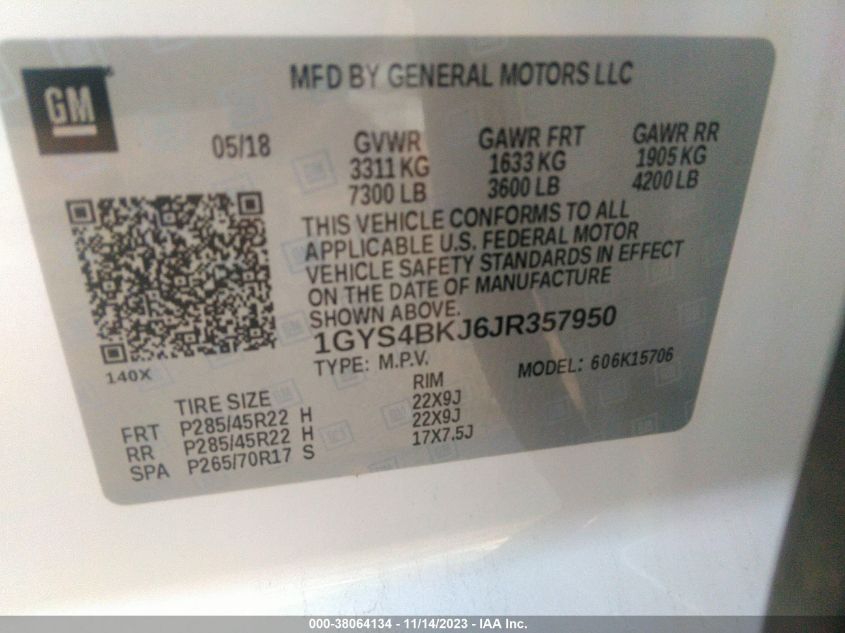 GM
MFD BY GENERAL MOTORS LLC
05/18 GVWR GAWR FRT GAWR RR
3311 KG 1633 KG 1905 KG
7300 LB 3600 LB 4200 LB
THIS VEHICLE CONFORMS TO ALL
APPLICABLE U.S. FEDERAL MOTOR
VEHICLE SAFETY STANDARDS IN EFFECT
ON THE DATE OF MANUFACTURE
SHOWN ABOVE.
1GYS4BKJ6JR357950
140X
TYPE: M.P.V. MODEL: 606K15706
TIRE SIZE RIM
FRT P285/45R22 H 22X9J
RR P285/45R22 H 22X9J
SPA P265/70R17 S 17X7.5J
000-38064134 - 11/14/2023 - IAA Inc.